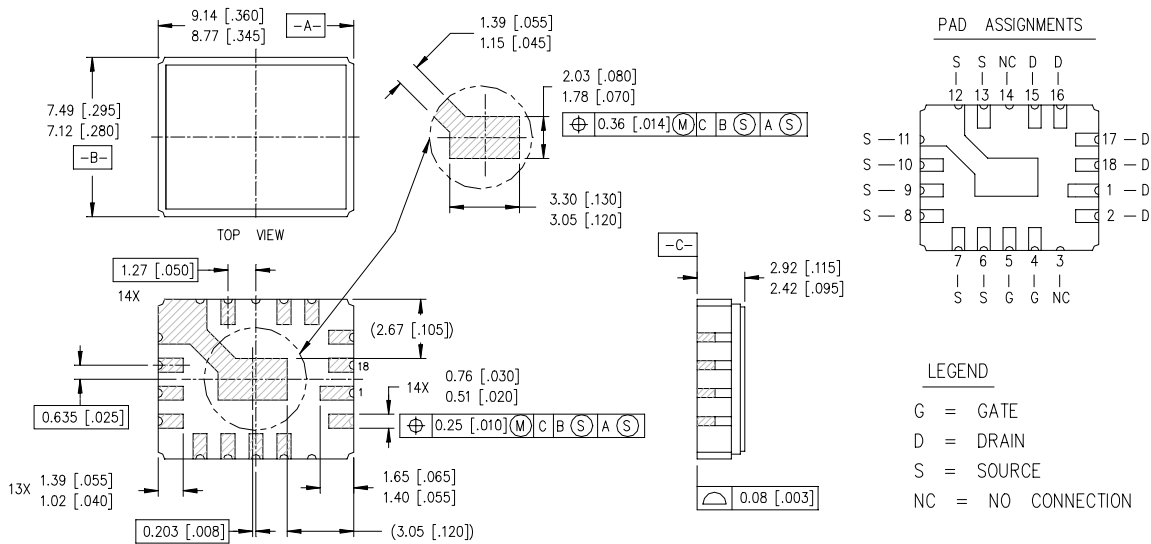 9.14 [.360]
8.77 [.345]
-A-
7.49 [.295]
7.12 [.280]
-B-
TOP VIEW
1.39 [.055]
1.15 [.045]
2.03 [.080]
1.78 [.070]
⌖ 0.36 [.014] Ⓜ C B Ⓢ A Ⓢ
3.30 [.130]
3.05 [.120]
1.27 [.050]
14X
(2.67 [.105])
18
1
0.635 [.025]
14X
0.76 [.030]
0.51 [.020]
⌖ 0.25 [.010] Ⓜ C B Ⓢ A Ⓢ
13X 1.39 [.055]
1.02 [.040]
1.65 [.065]
1.40 [.055]
0.203 [.008]
(3.05 [.120])
-C-
2.92 [.115]
2.42 [.095]
⌓ 0.08 [.003]
PAD ASSIGNMENTS
S S NC D D
12 13 14 15 16
S — 11
S — 10
S — 9
S — 8
17 — D
18 — D
1 — D
2 — D
7 6 5 4 3
S S G G NC
LEGEND
G = GATE
D = DRAIN
S = SOURCE
NC = NO CONNECTION